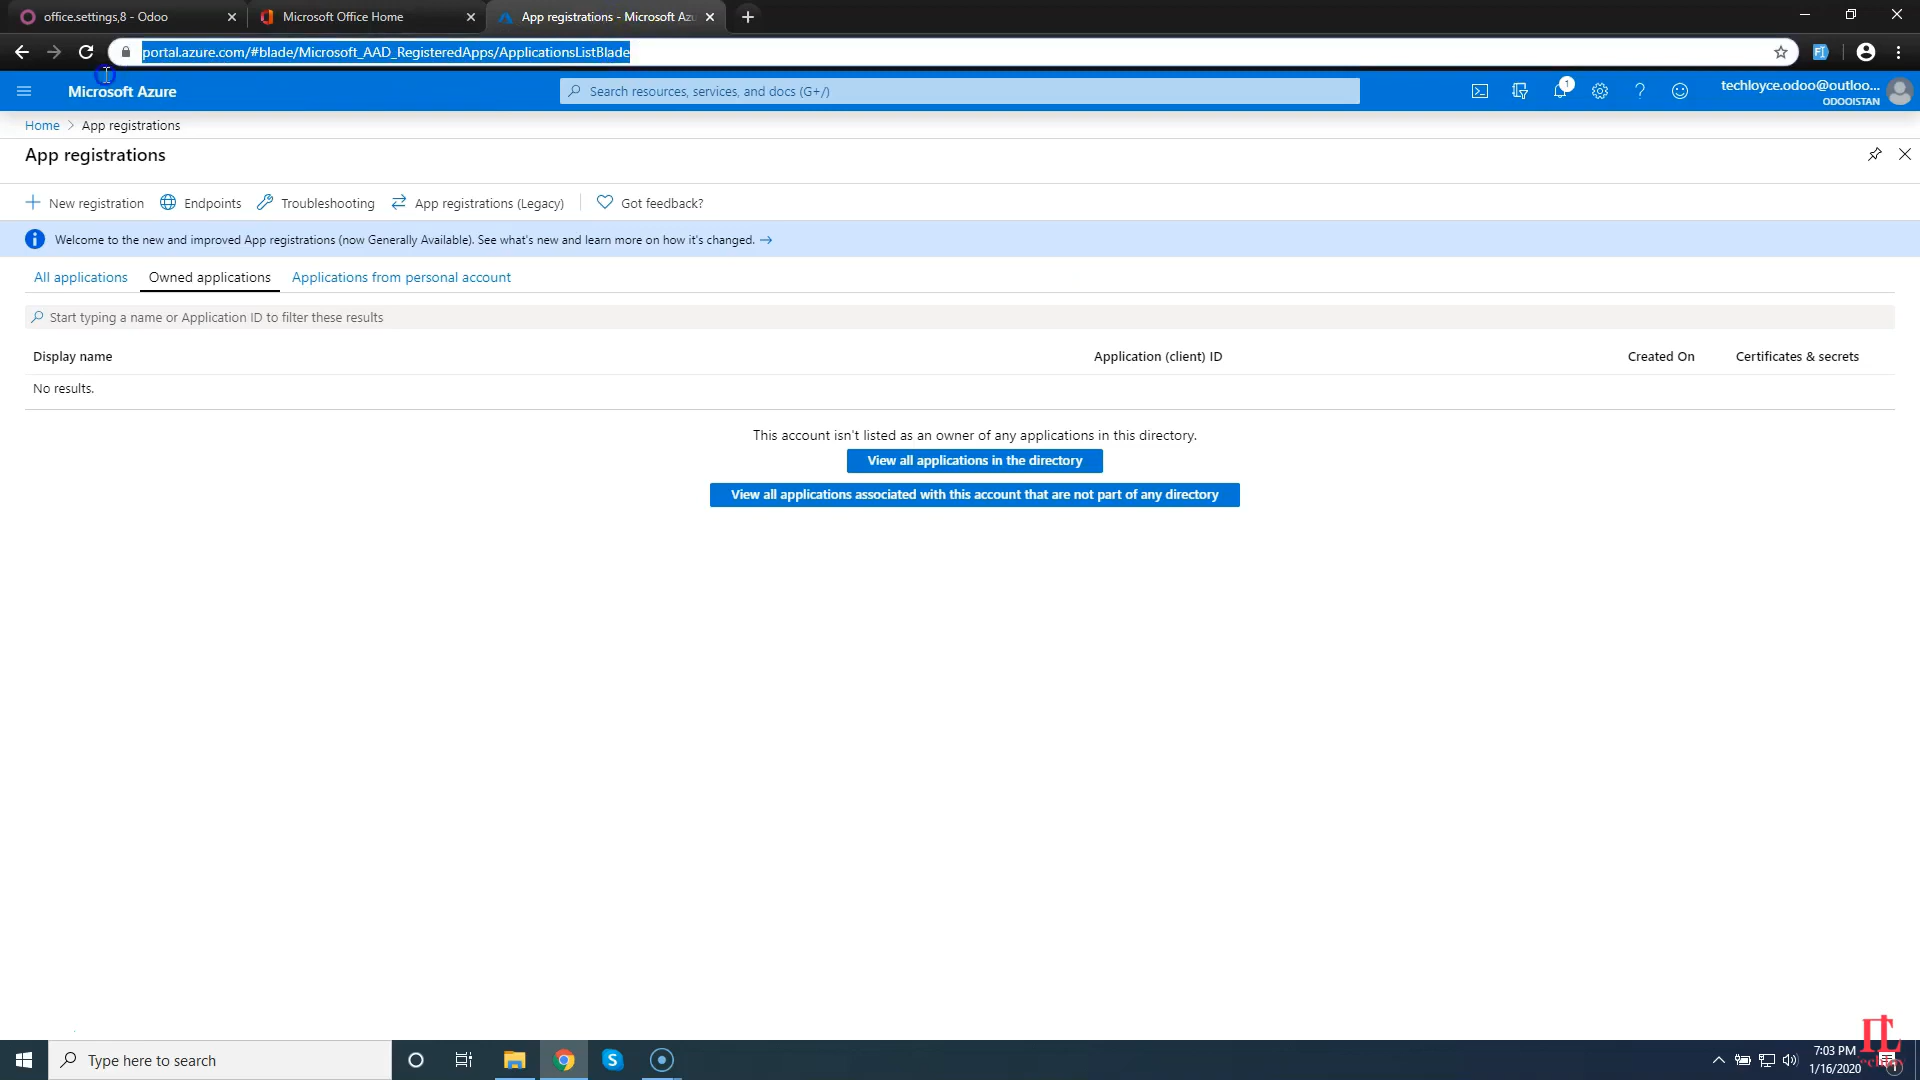 office.settings,8 - Odoo
Microsoft Office Home
App registrations - Microsoft Az
portal.azure.com/#blade/Microsoft_AAD_RegisteredApps/ApplicationsListBlade
Microsoft Azure
Search resources, services, and docs (G+/)
1
techloyce.odoo@outloo...
ODOOISTAN
Home > App registrations
App registrations
New registration
Endpoints
Troubleshooting
App registrations (Legacy)
Got feedback?
Welcome to the new and improved App registrations (now Generally Available). See what's new and learn more on how it's changed. →
All applications
Owned applications
Applications from personal account
Start typing a name or Application ID to filter these results
Display name
Application (client) ID
Created On
Certificates & secrets
No results.
This account isn't listed as an owner of any applications in this directory.
View all applications in the directory
View all applications associated with this account that are not part of any directory
Type here to search
7:03 PM
1/16/2020